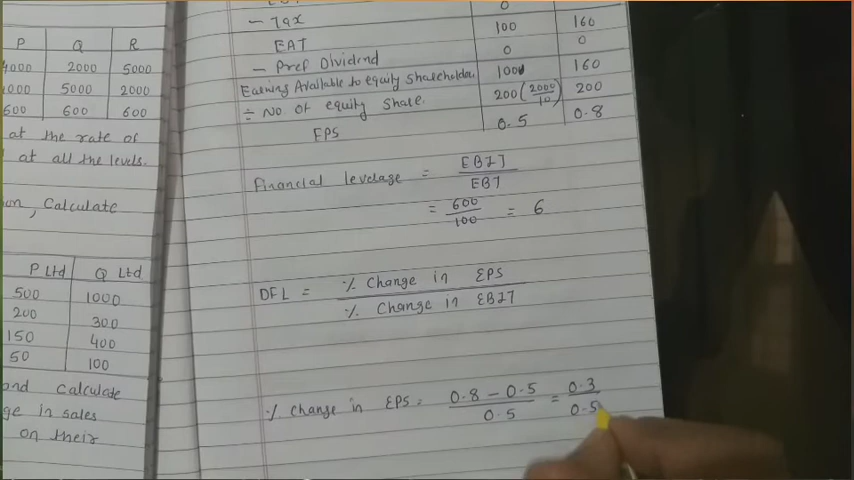 P Q R
4000 2000 5000
1000 5000 2000
600 600 600
at the rate of
at all the levels.
Calculate
P Ltd Q Ltd
500 1000
200 300
150 400
50 100
and calculate
ge in sales
on their
0
- Tax 0
EAT 100 160
- Pref Dividend 0 0
Earning Available to equity shareholder 100 160
÷ No of equity share. 200 (2000/10) 200
EPS 0.5 0.8
Financial levelage = EBIT / EBT
= 600/100 = 6
DFL = % Change in EPS / % Change in EBIT
% Change in EPS = 0.8 - 0.5 / 0.5 = 0.3 / 0.5